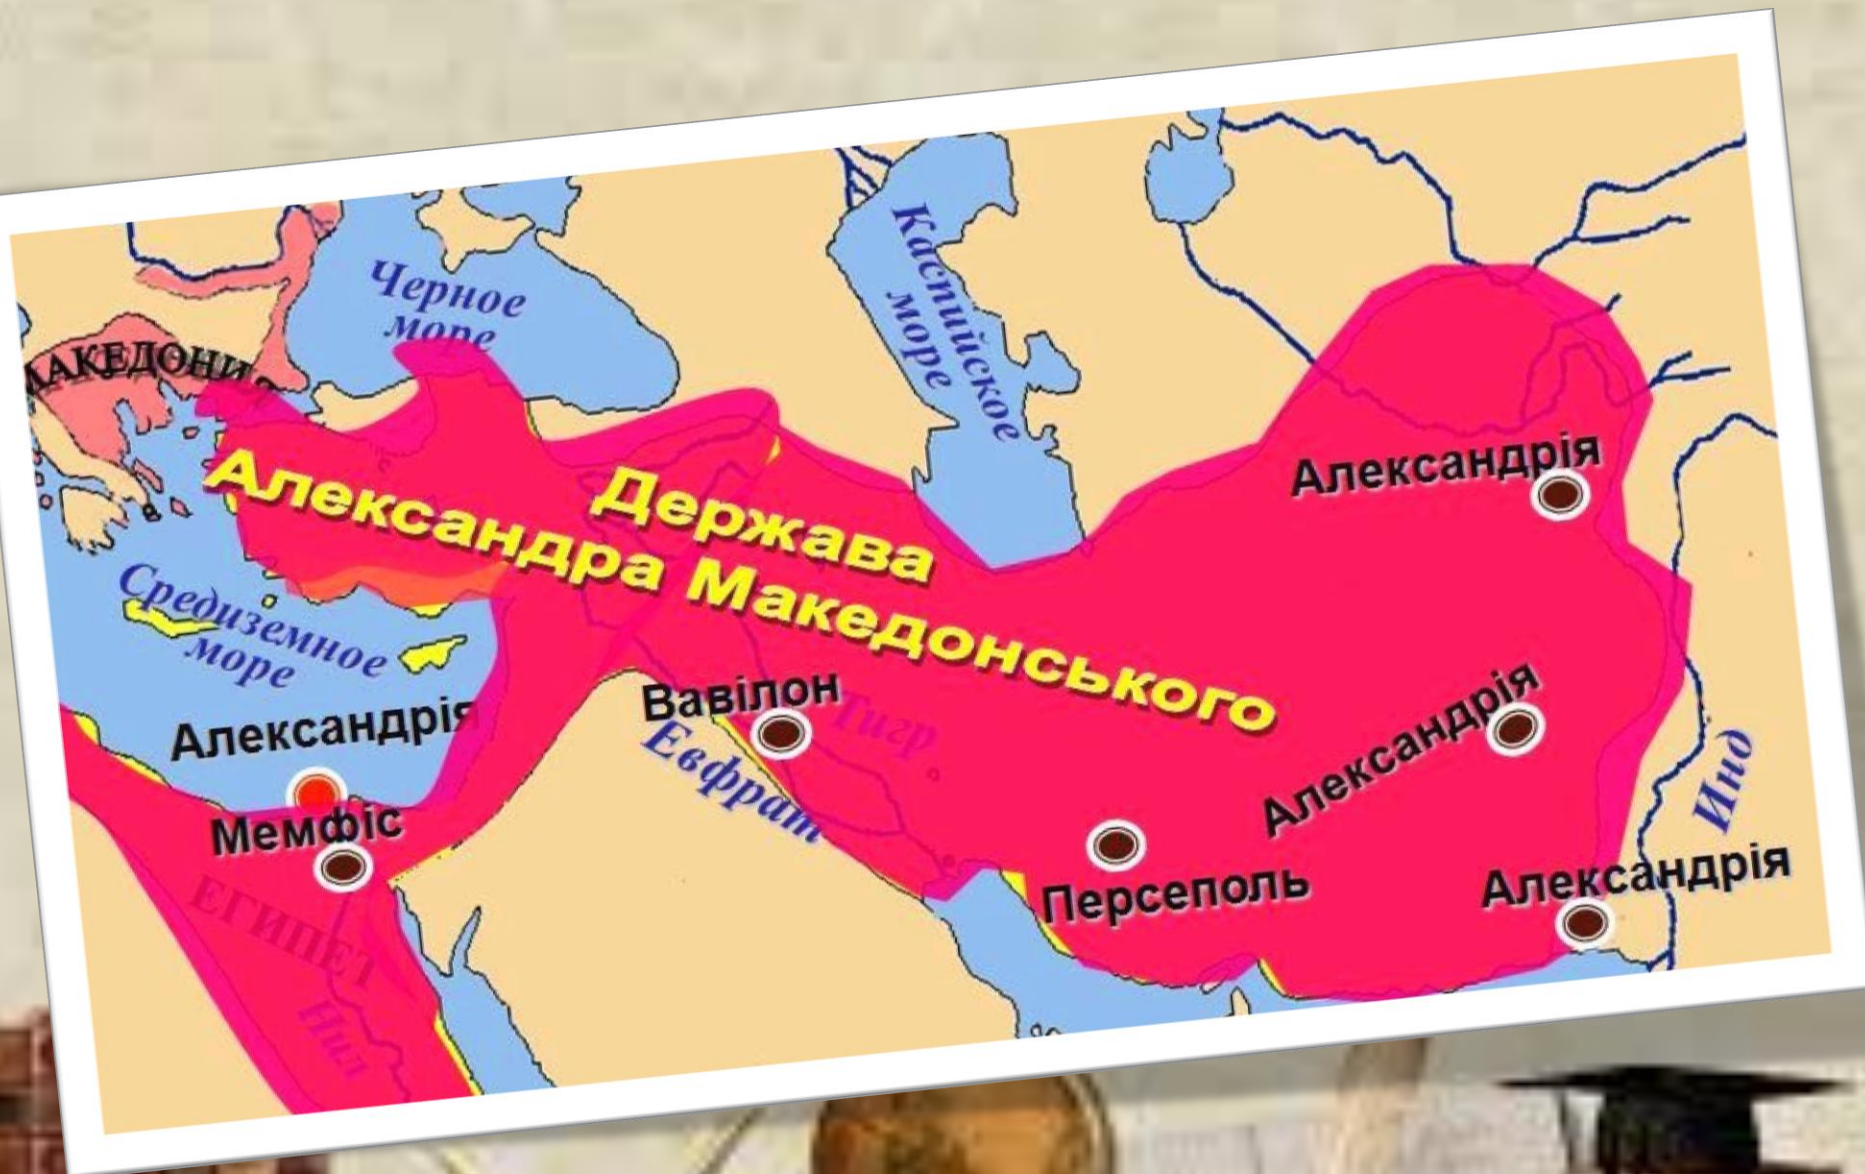 Черное
море
Каспийское
море
МАКЕДОНИЯ
Держава
Александра Македонського
Александрія
Средиземное
море
Александрія
Вавілон
Тигр
Евфрат
Александрія
Инд
Мемфіс
ЕГИПЕТ
Нил
Персеполь
Александрія